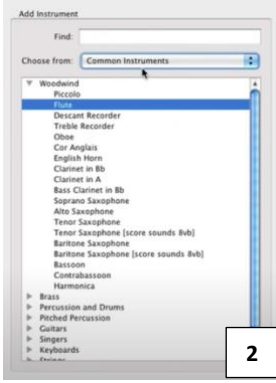 Add Instrument
Find:
Choose from: Common Instruments
Woodwind
Piccolo
Flute
Descant Recorder
Treble Recorder
Oboe
Cor Anglais
English Horn
Clarinet in Bb
Clarinet in A
Bass Clarinet in Bb
Soprano Saxophone
Alto Saxophone
Tenor Saxophone
Tenor Saxophone [score sounds 8vb]
Baritone Saxophone
Baritone Saxophone [score sounds 8vb]
Bassoon
Contrabassoon
Harmonica
Brass
Percussion and Drums
Pitched Percussion
Guitars
Singers
Keyboards
Strings
2